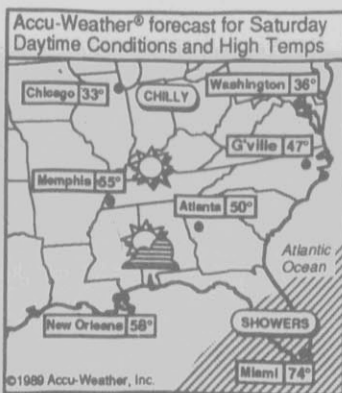 Accu-Weather® forecast for Saturday
Daytime Conditions and High Temps
Washington 36°
Chicago 33°
CHILLY
G'ville 47°
Memphis 55°
Atlanta 50°
Atlantic
Ocean
New Orleans 58°
SHOWERS
Miami 74°
©1989 Accu-Weather, Inc.